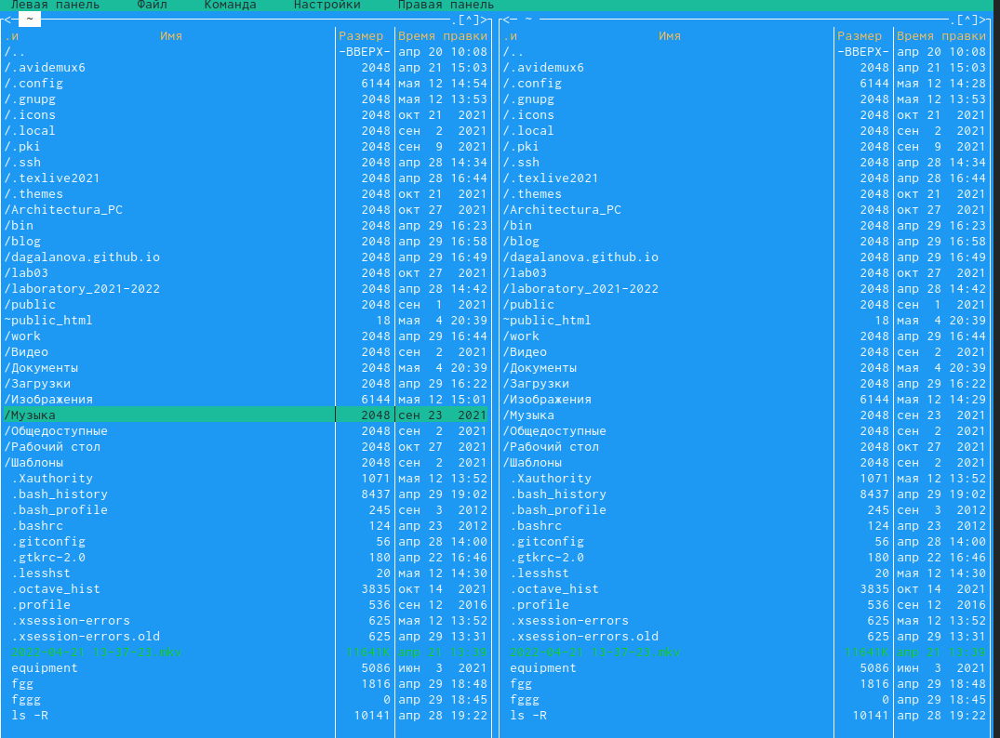 Левая панель Файл Команда Настройки Правая панель
<─ ~ ─.[^]>┐ <─ ~ ─.[^]>┐
.и Имя Размер Время правки .и Имя Размер Время правки
/.. -ВВЕРХ- апр 20 10:08 /.. -ВВЕРХ- апр 20 10:08
/.avidemux6 2048 апр 21 15:03 /.avidemux6 2048 апр 21 15:03
/.config 6144 мая 12 14:54 /.config 6144 мая 12 14:28
/.gnupg 2048 мая 12 13:53 /.gnupg 2048 мая 12 13:53
/.icons 2048 окт 21 2021 /.icons 2048 окт 21 2021
/.local 2048 сен 2 2021 /.local 2048 сен 2 2021
/.pki 2048 сен 9 2021 /.pki 2048 сен 9 2021
/.ssh 2048 апр 28 14:34 /.ssh 2048 апр 28 14:34
/.texlive2021 2048 апр 28 16:44 /.texlive2021 2048 апр 28 16:44
/.themes 2048 окт 21 2021 /.themes 2048 окт 21 2021
/Architectura_PC 2048 окт 27 2021 /Architectura_PC 2048 окт 27 2021
/bin 2048 апр 29 16:23 /bin 2048 апр 29 16:23
/blog 2048 апр 29 16:58 /blog 2048 апр 29 16:58
/dagalanova.github.io 2048 апр 29 16:49 /dagalanova.github.io 2048 апр 29 16:49
/lab03 2048 окт 27 2021 /lab03 2048 окт 27 2021
/laboratory_2021-2022 2048 апр 28 14:42 /laboratory_2021-2022 2048 апр 28 14:42
/public 2048 сен 1 2021 /public 2048 сен 1 2021
~public_html 18 мая 4 20:39 ~public_html 18 мая 4 20:39
/work 2048 апр 29 16:44 /work 2048 апр 29 16:44
/Видео 2048 сен 2 2021 /Видео 2048 сен 2 2021
/Документы 2048 мая 4 20:39 /Документы 2048 мая 4 20:39
/Загрузки 2048 апр 29 16:22 /Загрузки 2048 апр 29 16:22
/Изображения 6144 мая 12 15:01 /Изображения 6144 мая 12 14:29
/Музыка 2048 сен 23 2021 /Музыка 2048 сен 23 2021
/Общедоступные 2048 сен 2 2021 /Общедоступные 2048 сен 2 2021
/Рабочий стол 2048 окт 27 2021 /Рабочий стол 2048 окт 27 2021
/Шаблоны 2048 сен 2 2021 /Шаблоны 2048 сен 2 2021
.Xauthority 1071 мая 12 13:52 .Xauthority 1071 мая 12 13:52
.bash_history 8437 апр 29 19:02 .bash_history 8437 апр 29 19:02
.bash_profile 245 сен 3 2012 .bash_profile 245 сен 3 2012
.bashrc 124 апр 23 2012 .bashrc 124 апр 23 2012
.gitconfig 56 апр 28 14:00 .gitconfig 56 апр 28 14:00
.gtkrc-2.0 180 апр 22 16:46 .gtkrc-2.0 180 апр 22 16:46
.lesshst 20 мая 12 14:30 .lesshst 20 мая 12 14:30
.octave_hist 3835 окт 14 2021 .octave_hist 3835 окт 14 2021
.profile 536 сен 12 2016 .profile 536 сен 12 2016
.xsession-errors 625 мая 12 13:52 .xsession-errors 625 мая 12 13:52
.xsession-errors.old 625 апр 29 13:31 .xsession-errors.old 625 апр 29 13:31
equipment 5086 июн 3 2021 equipment 5086 июн 3 2021
fgg 1816 апр 29 18:48 fgg 1816 апр 29 18:48
fggg 0 апр 29 18:45 fggg 0 апр 29 18:45
ls -R 10141 апр 28 19:22 ls -R 10141 апр 28 19:22